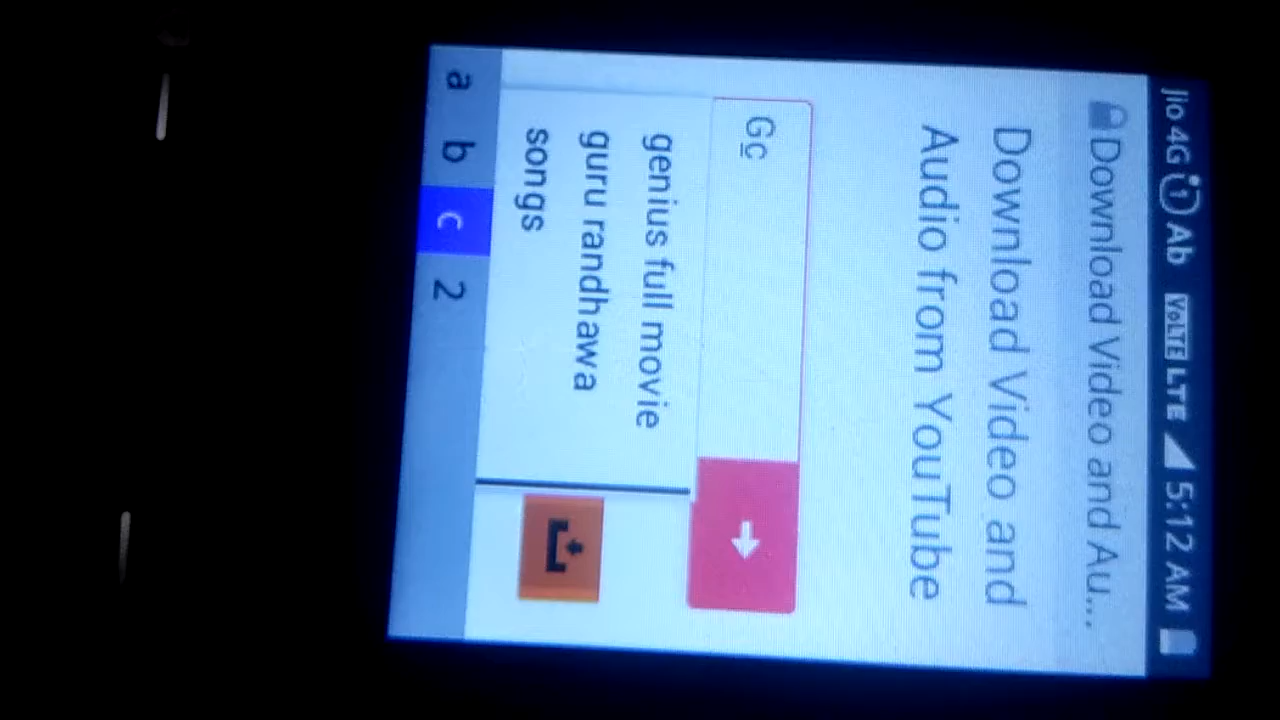 Jio 4G 1 Ab VoLTE LTE 5:12 AM
Download Video and Au...
Download Video and
Audio from YouTube
Gc
genius full movie
guru randhawa
songs
a b c 2